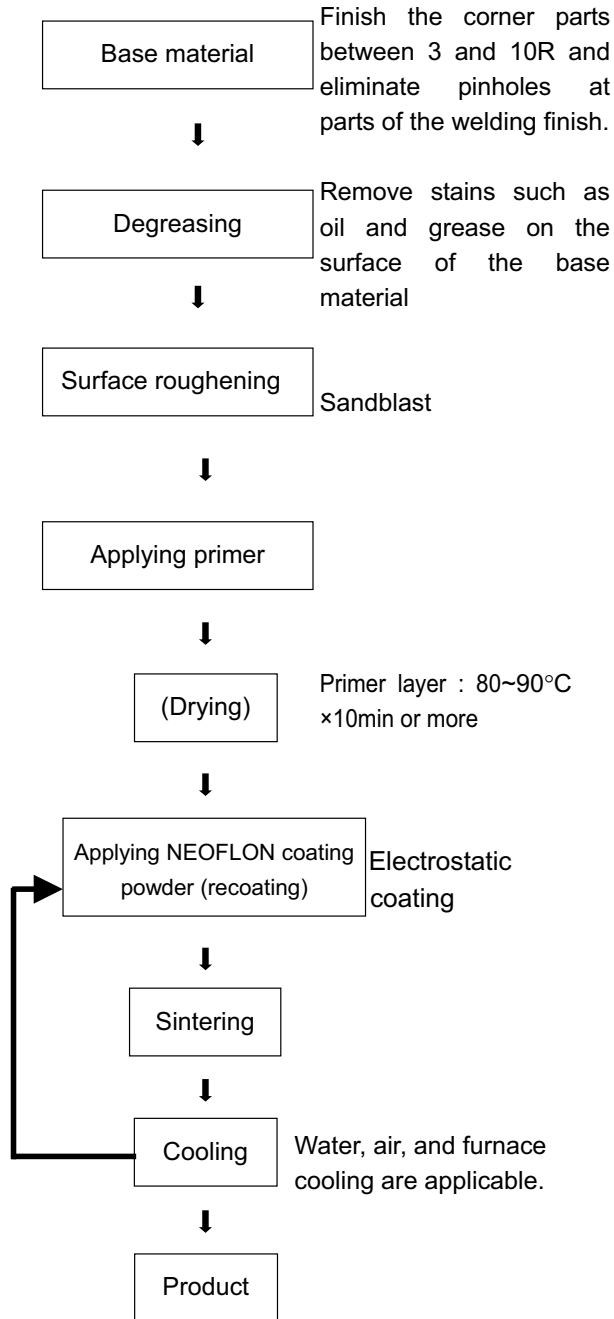 Base material
Finish the corner parts
between 3 and 10R and
eliminate pinholes at
parts of the welding finish.
Degreasing
Remove stains such as
oil and grease on the
surface of the base
material
Surface roughening
Sandblast
Applying primer
(Drying)
Primer layer : 80~90°C
×10min or more
Applying NEOFLON coating
powder (recoating)
Electrostatic
coating
Sintering
Cooling
Water, air, and furnace
cooling are applicable.
Product